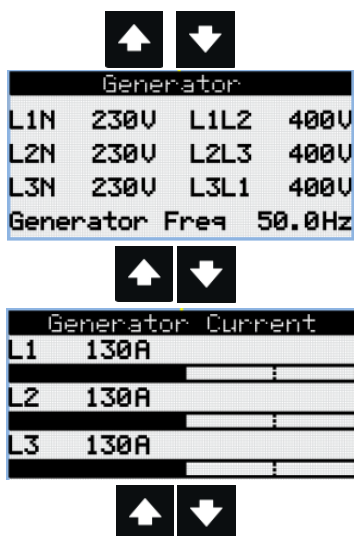 Generator
L1N 230V L1L2 400V
L2N 230V L2L3 400V
L3N 230V L3L1 400V
Generator Freq 50.0Hz
Generator Current
L1 130A
L2 130A
L3 130A